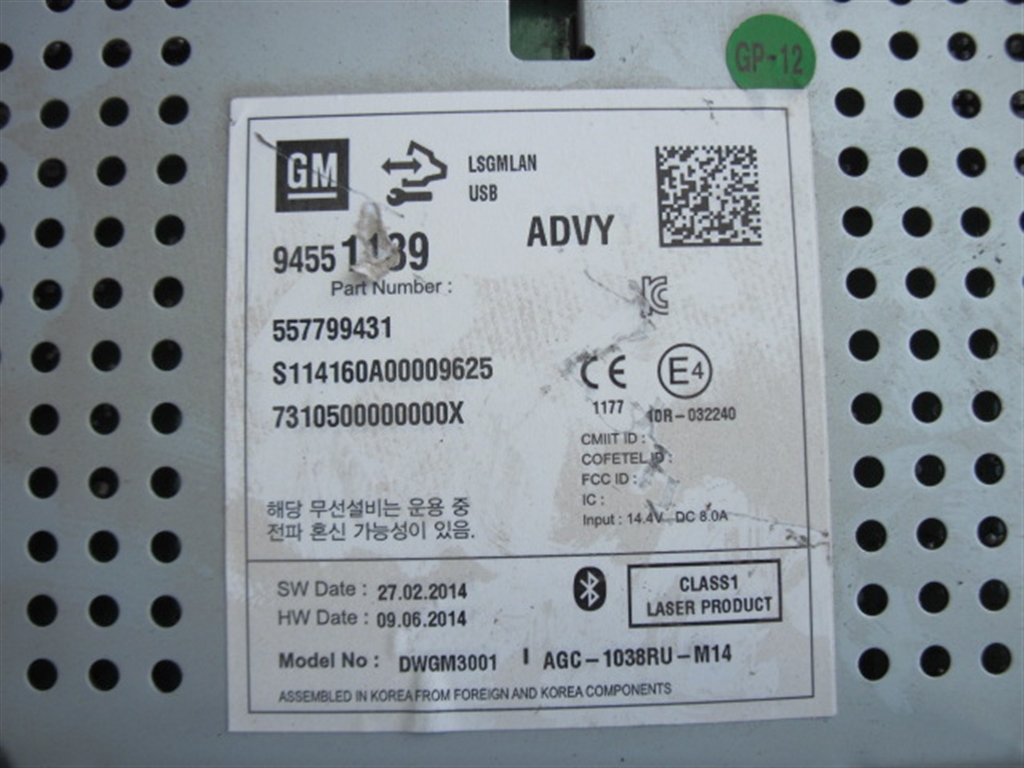 GP-12
GM
LSGMLAN
USB
ADVY
Part Number :
557799431
S114160A00009625
7310500000000X
CE
1177
E4
10R-032240
CMIIT ID :
COFETEL ID :
FCC ID :
IC :
Input : 14.4V DC 8.0A
해당 무선설비는 운용 중
전파 혼신 가능성이 있음.
SW Date : 27.02.2014
HW Date : 09.06.2014
CLASS1
LASER PRODUCT
Model No : DWGM3001 / AGC-1038RU-M14
ASSEMBLED IN KOREA FROM FOREIGN AND KOREA COMPONENTS